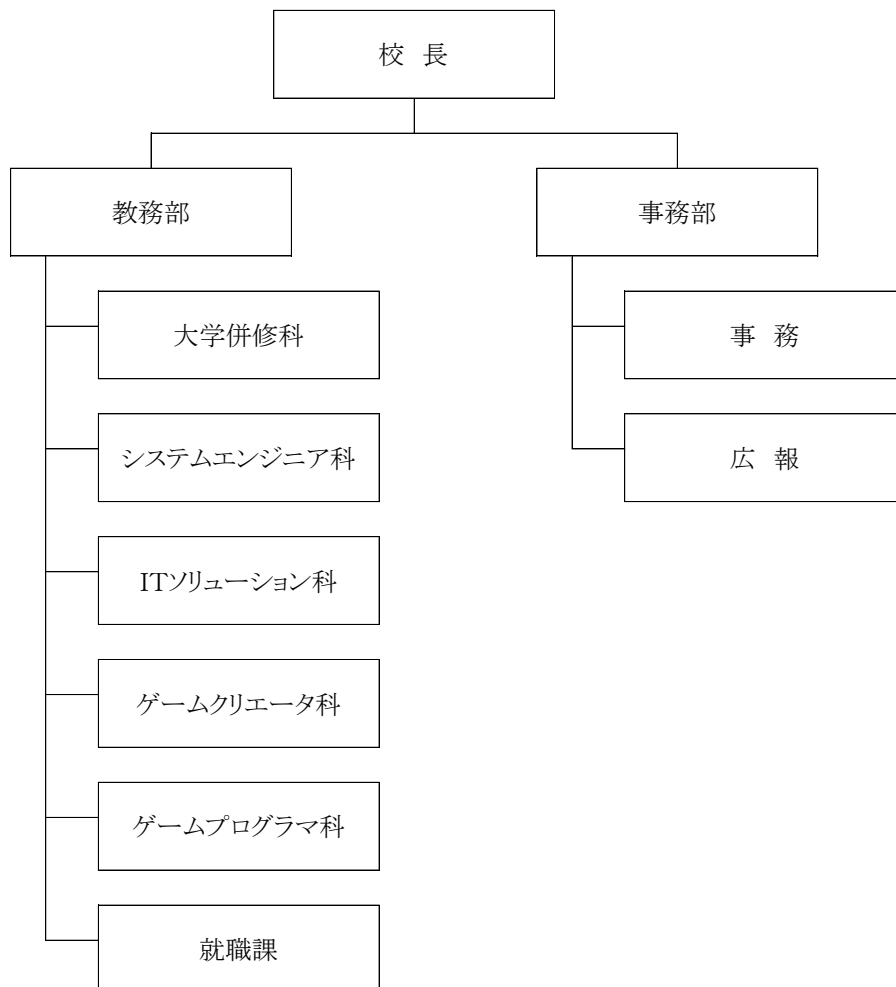 校 長
教務部
事務部
大学併修科
事 務
システムエンジニア科
広 報
ITソリューション科
ゲームクリエータ科
ゲームプログラマ科
就職課